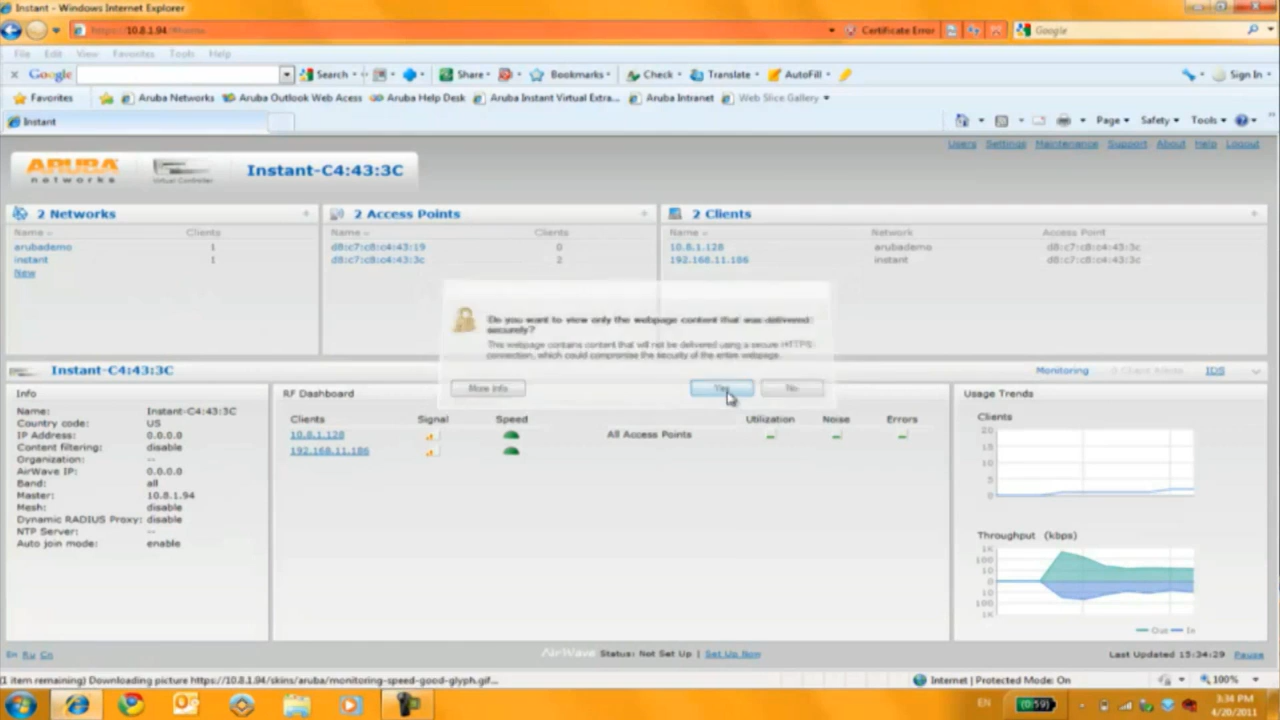 Instant - Windows Internet Explorer
https://10.8.1.94/#home Certificate Error Google
File Edit View Favorites Tools Help
Google Search Share Bookmarks Check Translate AutoFill Sign In
Favorites Aruba Networks Aruba Outlook Web Acess Aruba Help Desk Aruba Instant Virtual Extra... Aruba Intranet Web Slice Gallery
Instant Page Safety Tools
Users Settings Maintenance Support About Help Logout
ARUBA networks Virtual Controller Instant-C4:43:3C
2 Networks 2 Access Points 2 Clients
Name Clients Name Clients Name Network Access Point
arubademo 1 d8:c7:c8:c4:43:19 0 10.8.1.128 arubademo d8:c7:c8:c4:43:3c
instant 1 d8:c7:c8:c4:43:3c 2 192.168.11.186 instant d8:c7:c8:c4:43:3c
New
Do you want to view only the webpage content that was delivered
securely?
This webpage contains content that will not be delivered using a secure HTTPS
connection, which could compromise the security of the entire webpage.
More Info Yes No
Instant-C4:43:3C Monitoring 0 Client Alerts IDS
Info RF Dashboard Usage Trends
Name: Instant-C4:43:3C
Country code: US
IP Address: 0.0.0.0
Content filtering: disable
Organization: --
AirWave IP: 0.0.0.0
Band: all
Master: 10.8.1.94
Mesh: disable
Dynamic RADIUS Proxy: disable
NTP Server: --
Auto join mode: enable
Clients Signal Speed Utilization Noise Errors
10.8.1.128 All Access Points
192.168.11.186
Clients
20
15
10
5
0
Throughput (kbps)
1K
100
10
0
10
100
1K
Out In
En Ru Cn AirWave Status: Not Set Up | Set Up Now Last Updated 15:34:29 Pause
(1 item remaining) Downloading picture https://10.8.1.94/skins/aruba/monitoring-speed-good-glyph.gif... Internet | Protected Mode: On 100%
EN (0:59) 3:34 PM
4/20/2011